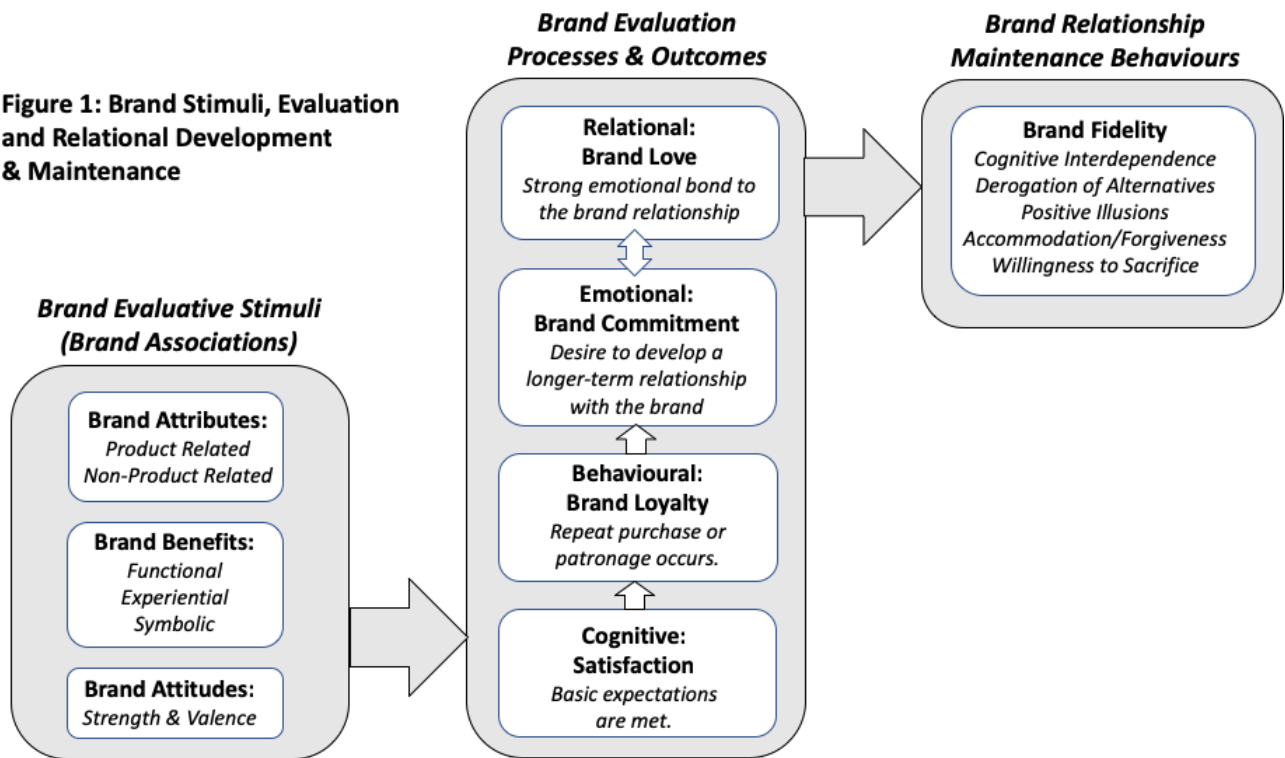 Figure 1: Brand Stimuli, Evaluation
and Relational Development
& Maintenance
Brand Evaluative Stimuli
(Brand Associations)
Brand Attributes:
Product Related
Non-Product Related
Brand Benefits:
Functional
Experiential
Symbolic
Brand Attitudes:
Strength & Valence
Brand Evaluation
Processes & Outcomes
Relational:
Brand Love
Strong emotional bond to
the brand relationship
Emotional:
Brand Commitment
Desire to develop a
longer-term relationship
with the brand
Behavioural:
Brand Loyalty
Repeat purchase or
patronage occurs.
Cognitive:
Satisfaction
Basic expectations
are met.
Brand Relationship
Maintenance Behaviours
Brand Fidelity
Cognitive Interdependence
Derogation of Alternatives
Positive Illusions
Accommodation/Forgiveness
Willingness to Sacrifice